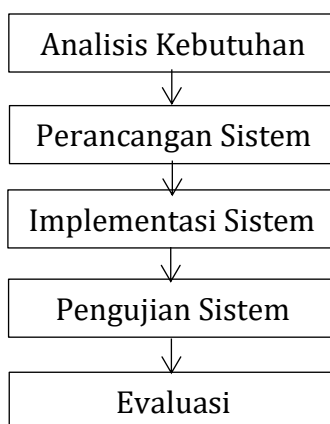 Analisis Kebutuhan
Perancangan Sistem
Implementasi Sistem
Pengujian Sistem
Evaluasi